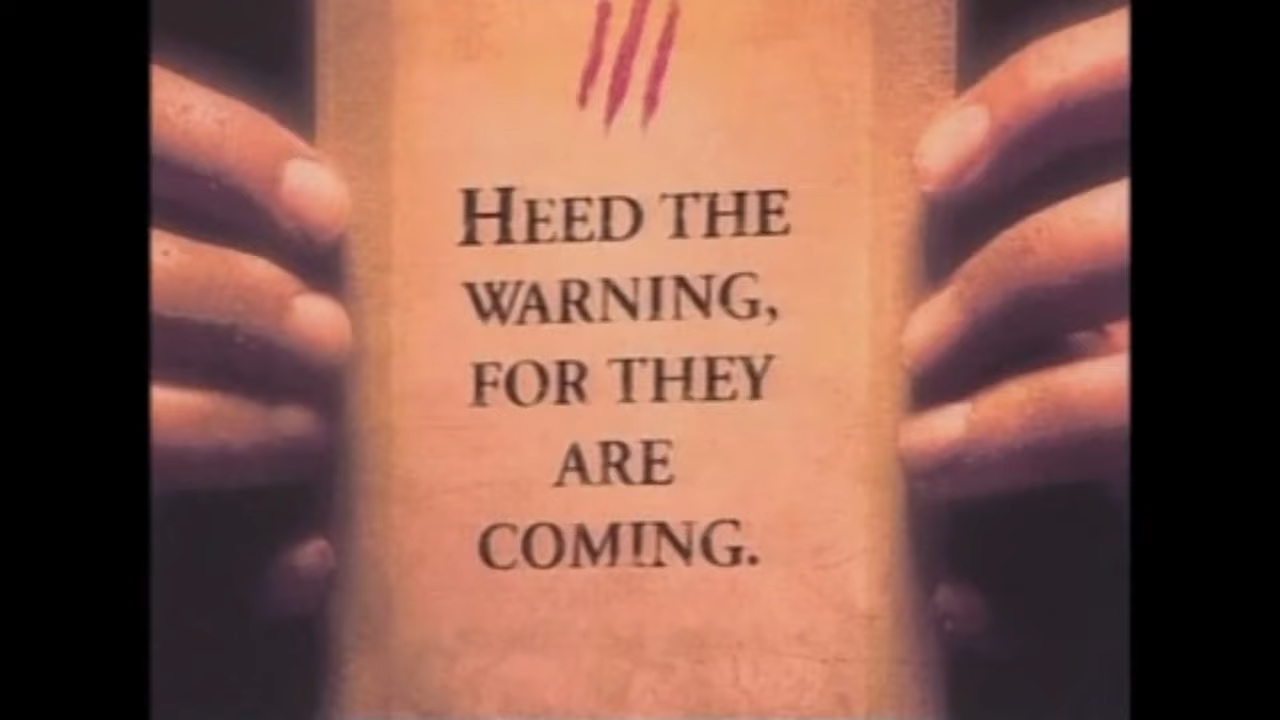 HEED THE
WARNING,
FOR THEY
ARE
COMING.